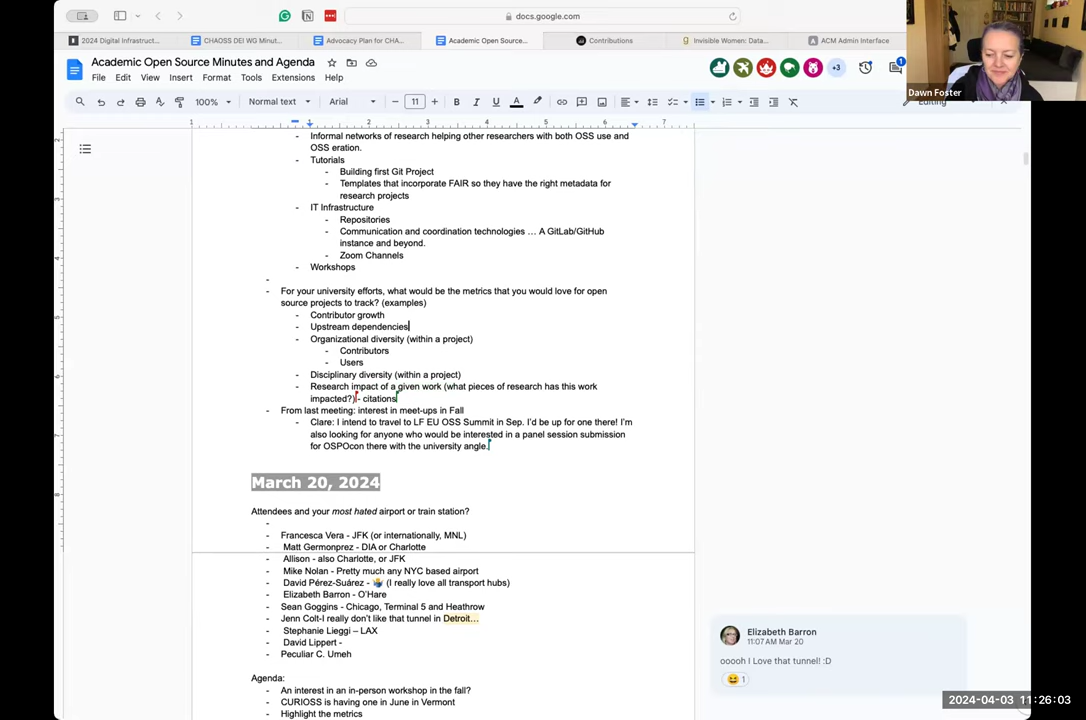 docs.google.com
2024 Digital Infrastruct...
CHAOSS DEI WG Minut...
Advocacy Plan for CHA...
Academic Open Source...
Contributions
Invisible Women: Data...
ACM Admin Interface
Academic Open Source Minutes and Agenda
File Edit View Insert Format Tools Extensions Help
+3
1
100% Normal text Arial 11 Editing
Dawn Foster
1 1 2 3 4 5 6 7
Informal networks of research helping other researchers with both OSS use and
OSS eration.
- Tutorials
- Building first Git Project
- Templates that incorporate FAIR so they have the right metadata for
research projects
- IT Infrastructure
- Repositories
- Communication and coordination technologies … A GitLab/GitHub
instance and beyond.
- Zoom Channels
- Workshops
-
- For your university efforts, what would be the metrics that you would love for open
source projects to track? (examples)
- Contributor growth
- Upstream dependencies
- Organizational diversity (within a project)
- Contributors
- Users
- Disciplinary diversity (within a project)
- Research impact of a given work (what pieces of research has this work
impacted?)- citations
- From last meeting: interest in meet-ups in Fall
- Clare: I intend to travel to LF EU OSS Summit in Sep. I'd be up for one there! I'm
also looking for anyone who would be interested in a panel session submission
for OSPOcon there with the university angle.
March 20, 2024
Attendees and your most hated airport or train station?
-
- Francesca Vera - JFK (or internationally, MNL)
- Matt Germonprez - DIA or Charlotte
- Allison - also Charlotte, or JFK
- Mike Nolan - Pretty much any NYC based airport
- David Pérez-Suárez - 🤷 (I really love all transport hubs)
- Elizabeth Barron - O'Hare
- Sean Goggins - Chicago, Terminal 5 and Heathrow
- Jenn Colt-I really don't like that tunnel in Detroit…
- Stephanie Lieggi – LAX
- David Lippert -
- Peculiar C. Umeh
Agenda:
- An interest in an in-person workshop in the fall?
- CURIOSS is having one in June in Vermont
- Highlight the metrics
Elizabeth Barron
11:07 AM Mar 20
ooooh I Love that tunnel! :D
😆 1
2024-04-03 11:26:03